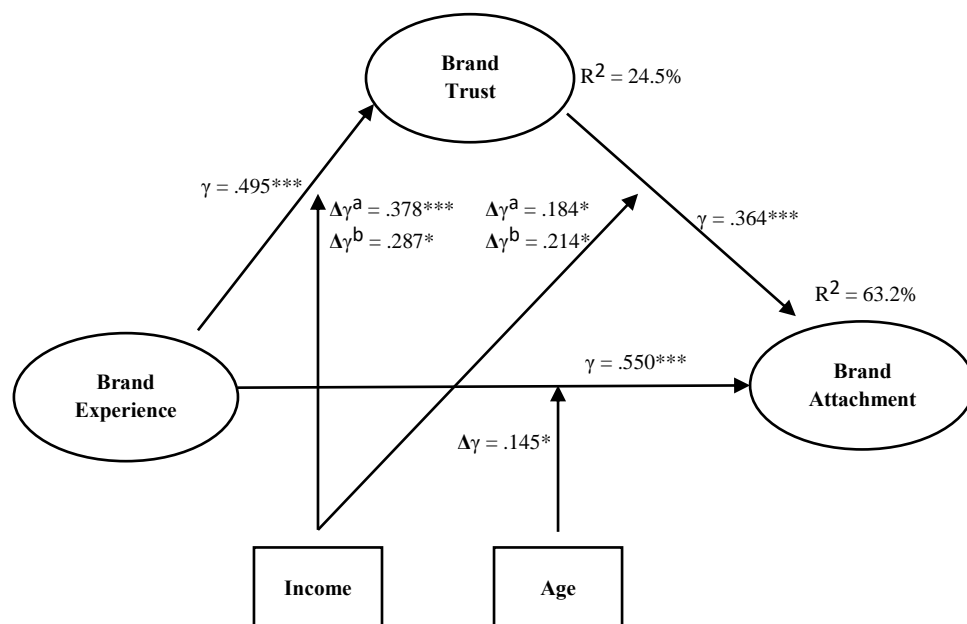 Brand
Trust
R² = 24.5%
γ = .495***
Δγᵃ = .378***
Δγᵇ = .287*
Δγᵃ = .184*
Δγᵇ = .214*
γ = .364***
R² = 63.2%
Brand
Experience
γ = .550***
Brand
Attachment
Δγ = .145*
Income
Age